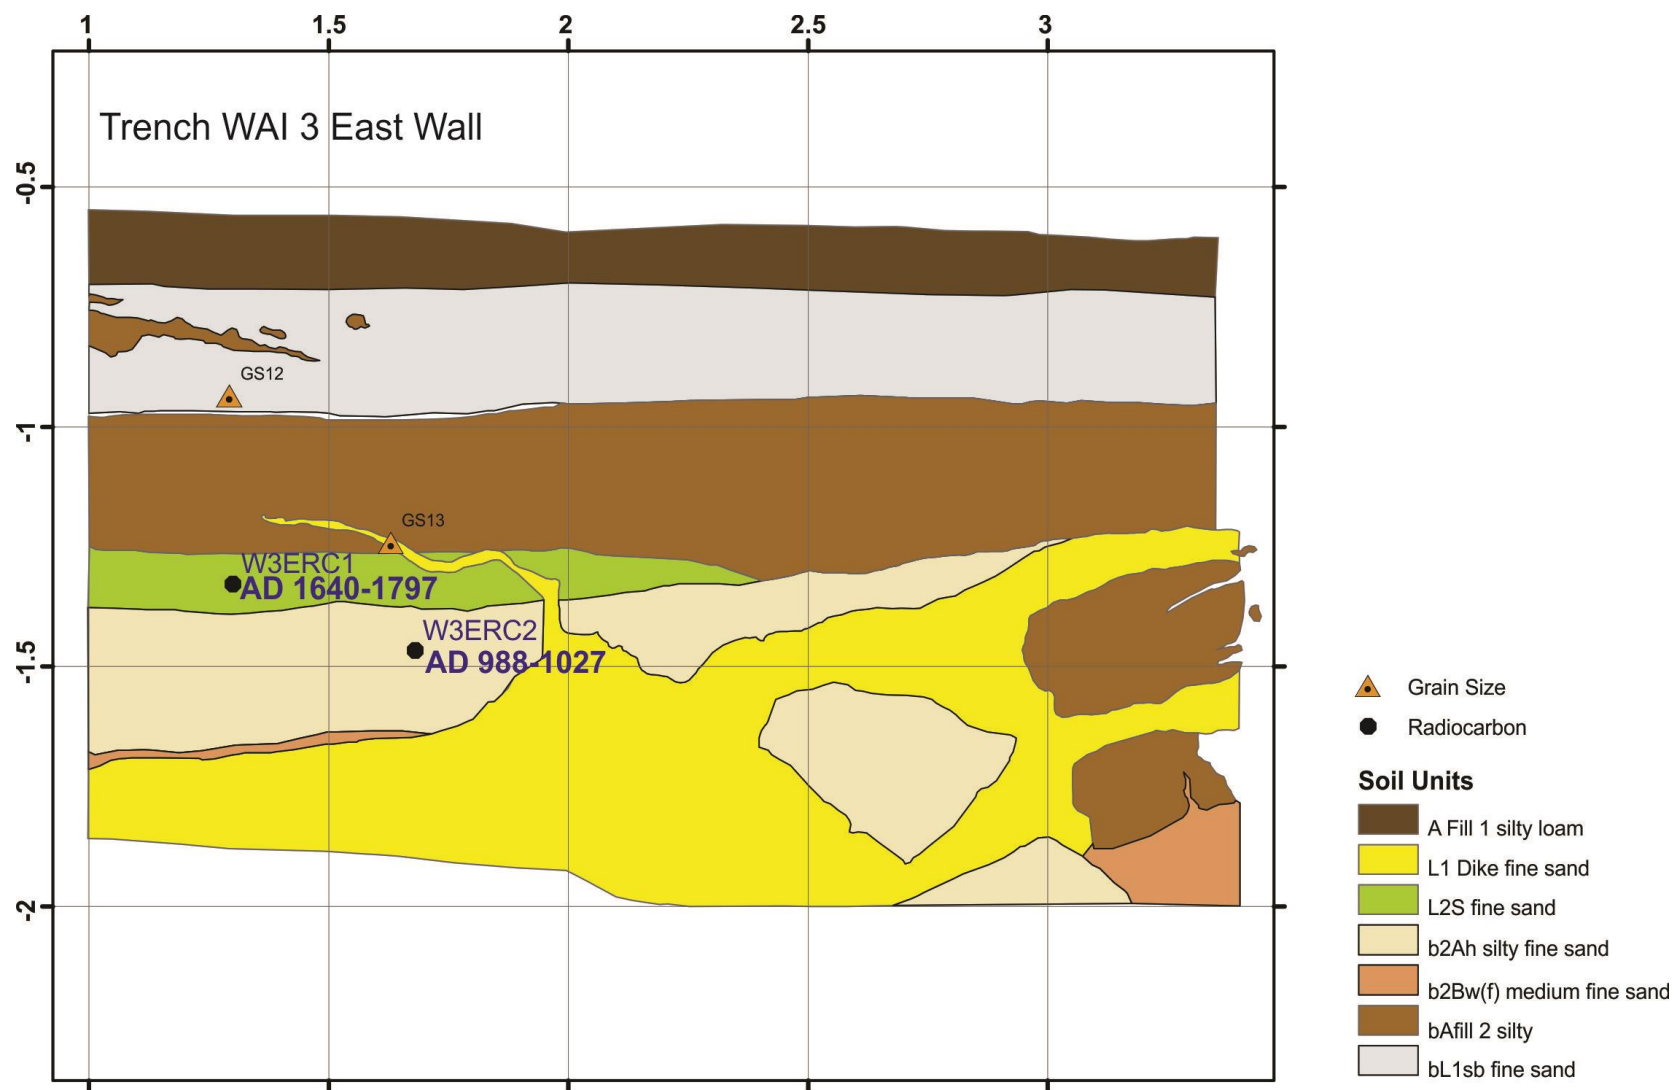 1 1.5 2 2.5 3
Trench WAI 3 East Wall
-0.5
GS12
-1
GS13
W3ERC1
AD 1640-1797
W3ERC2
AD 988-1027
-1.5
-2
Grain Size
Radiocarbon
Soil Units
A Fill 1 silty loam
L1 Dike fine sand
L2S fine sand
b2Ah silty fine sand
b2Bw(f) medium fine sand
bAfill 2 silty
bL1sb fine sand